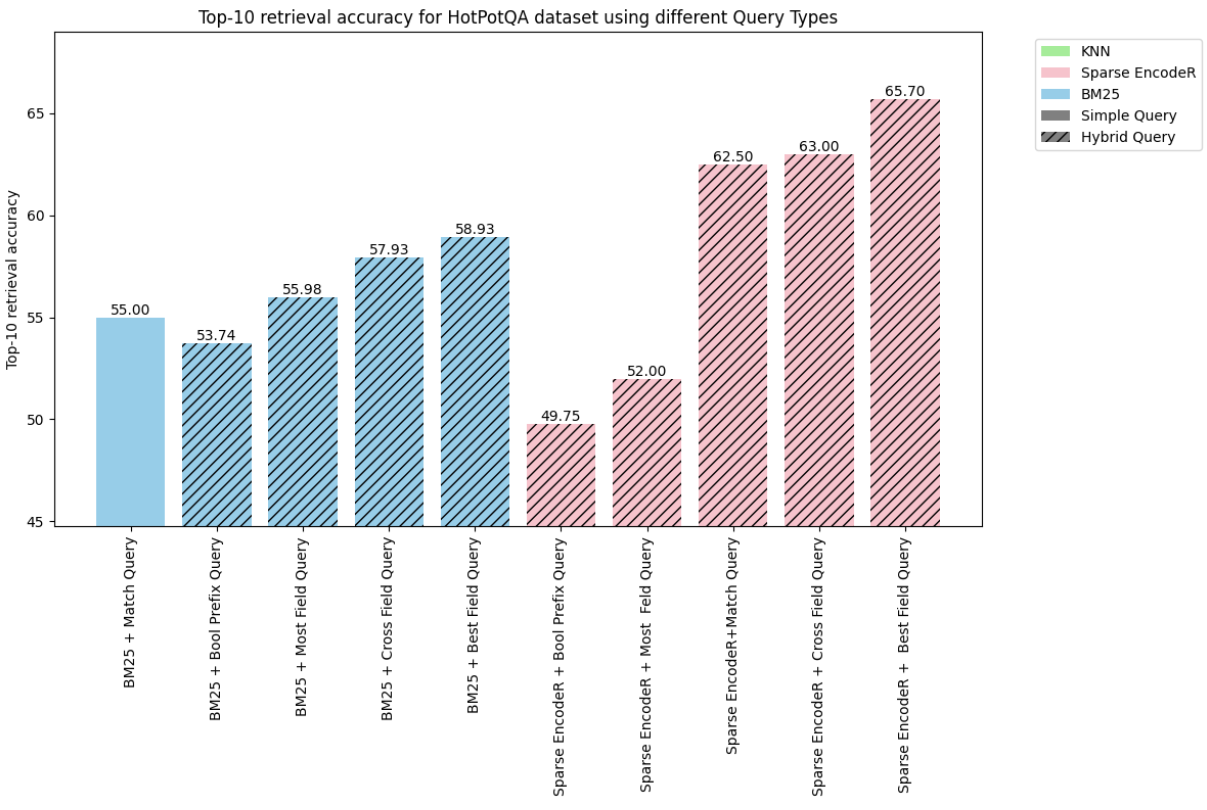 Top-10 retrieval accuracy for HotPotQA dataset using different Query Types
KNN
Sparse EncodeR
BM25
Simple Query
Hybrid Query
Top-10 retrieval accuracy
65
60
55
50
45
55.00
53.74
55.98
57.93
58.93
49.75
52.00
62.50
63.00
65.70
BM25 + Match Query
BM25 + Bool Prefix Query
BM25 + Most Field Query
BM25 + Cross Field Query
BM25 + Best Field Query
Sparse EncodeR + Bool Prefix Query
Sparse EncodeR + Most  Feld Query
Sparse EncodeR+Match Query
Sparse EncodeR + Cross Field Query
Sparse EncodeR +  Best Field Query